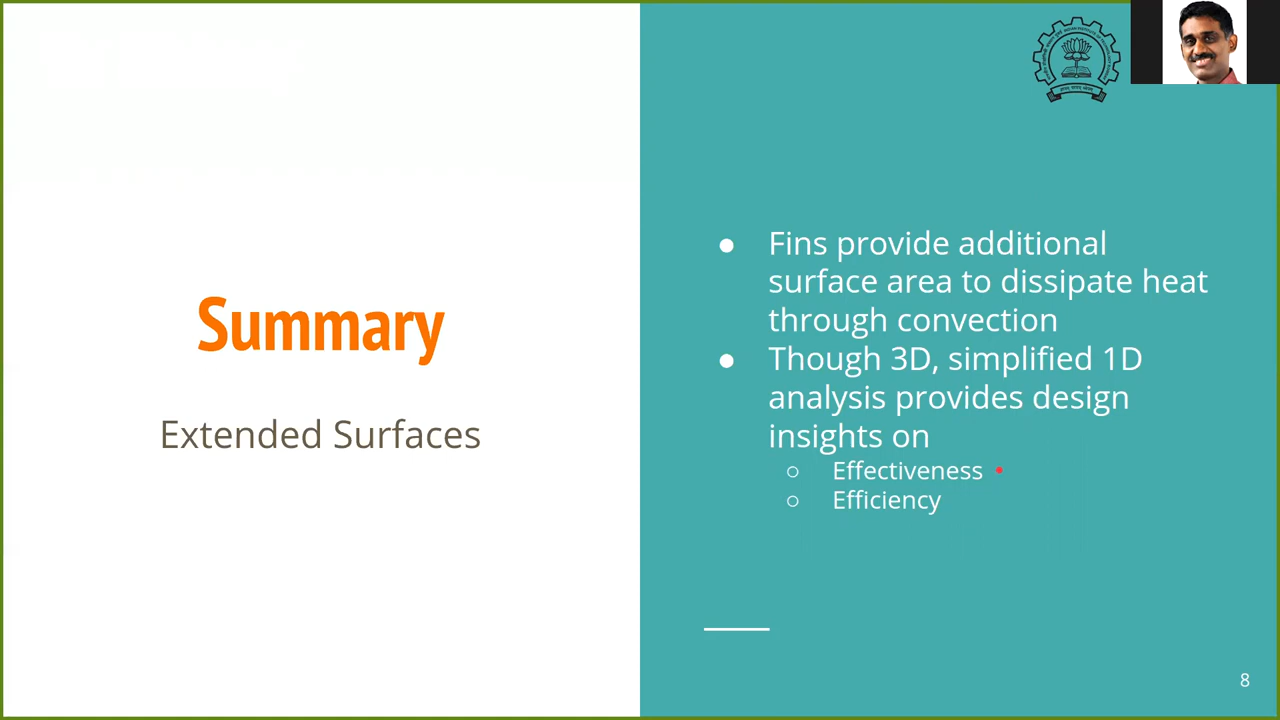 Summary
Extended Surfaces
● Fins provide additional
surface area to dissipate heat
through convection
● Though 3D, simplified 1D
analysis provides design
insights on
○ Effectiveness
○ Efficiency
8